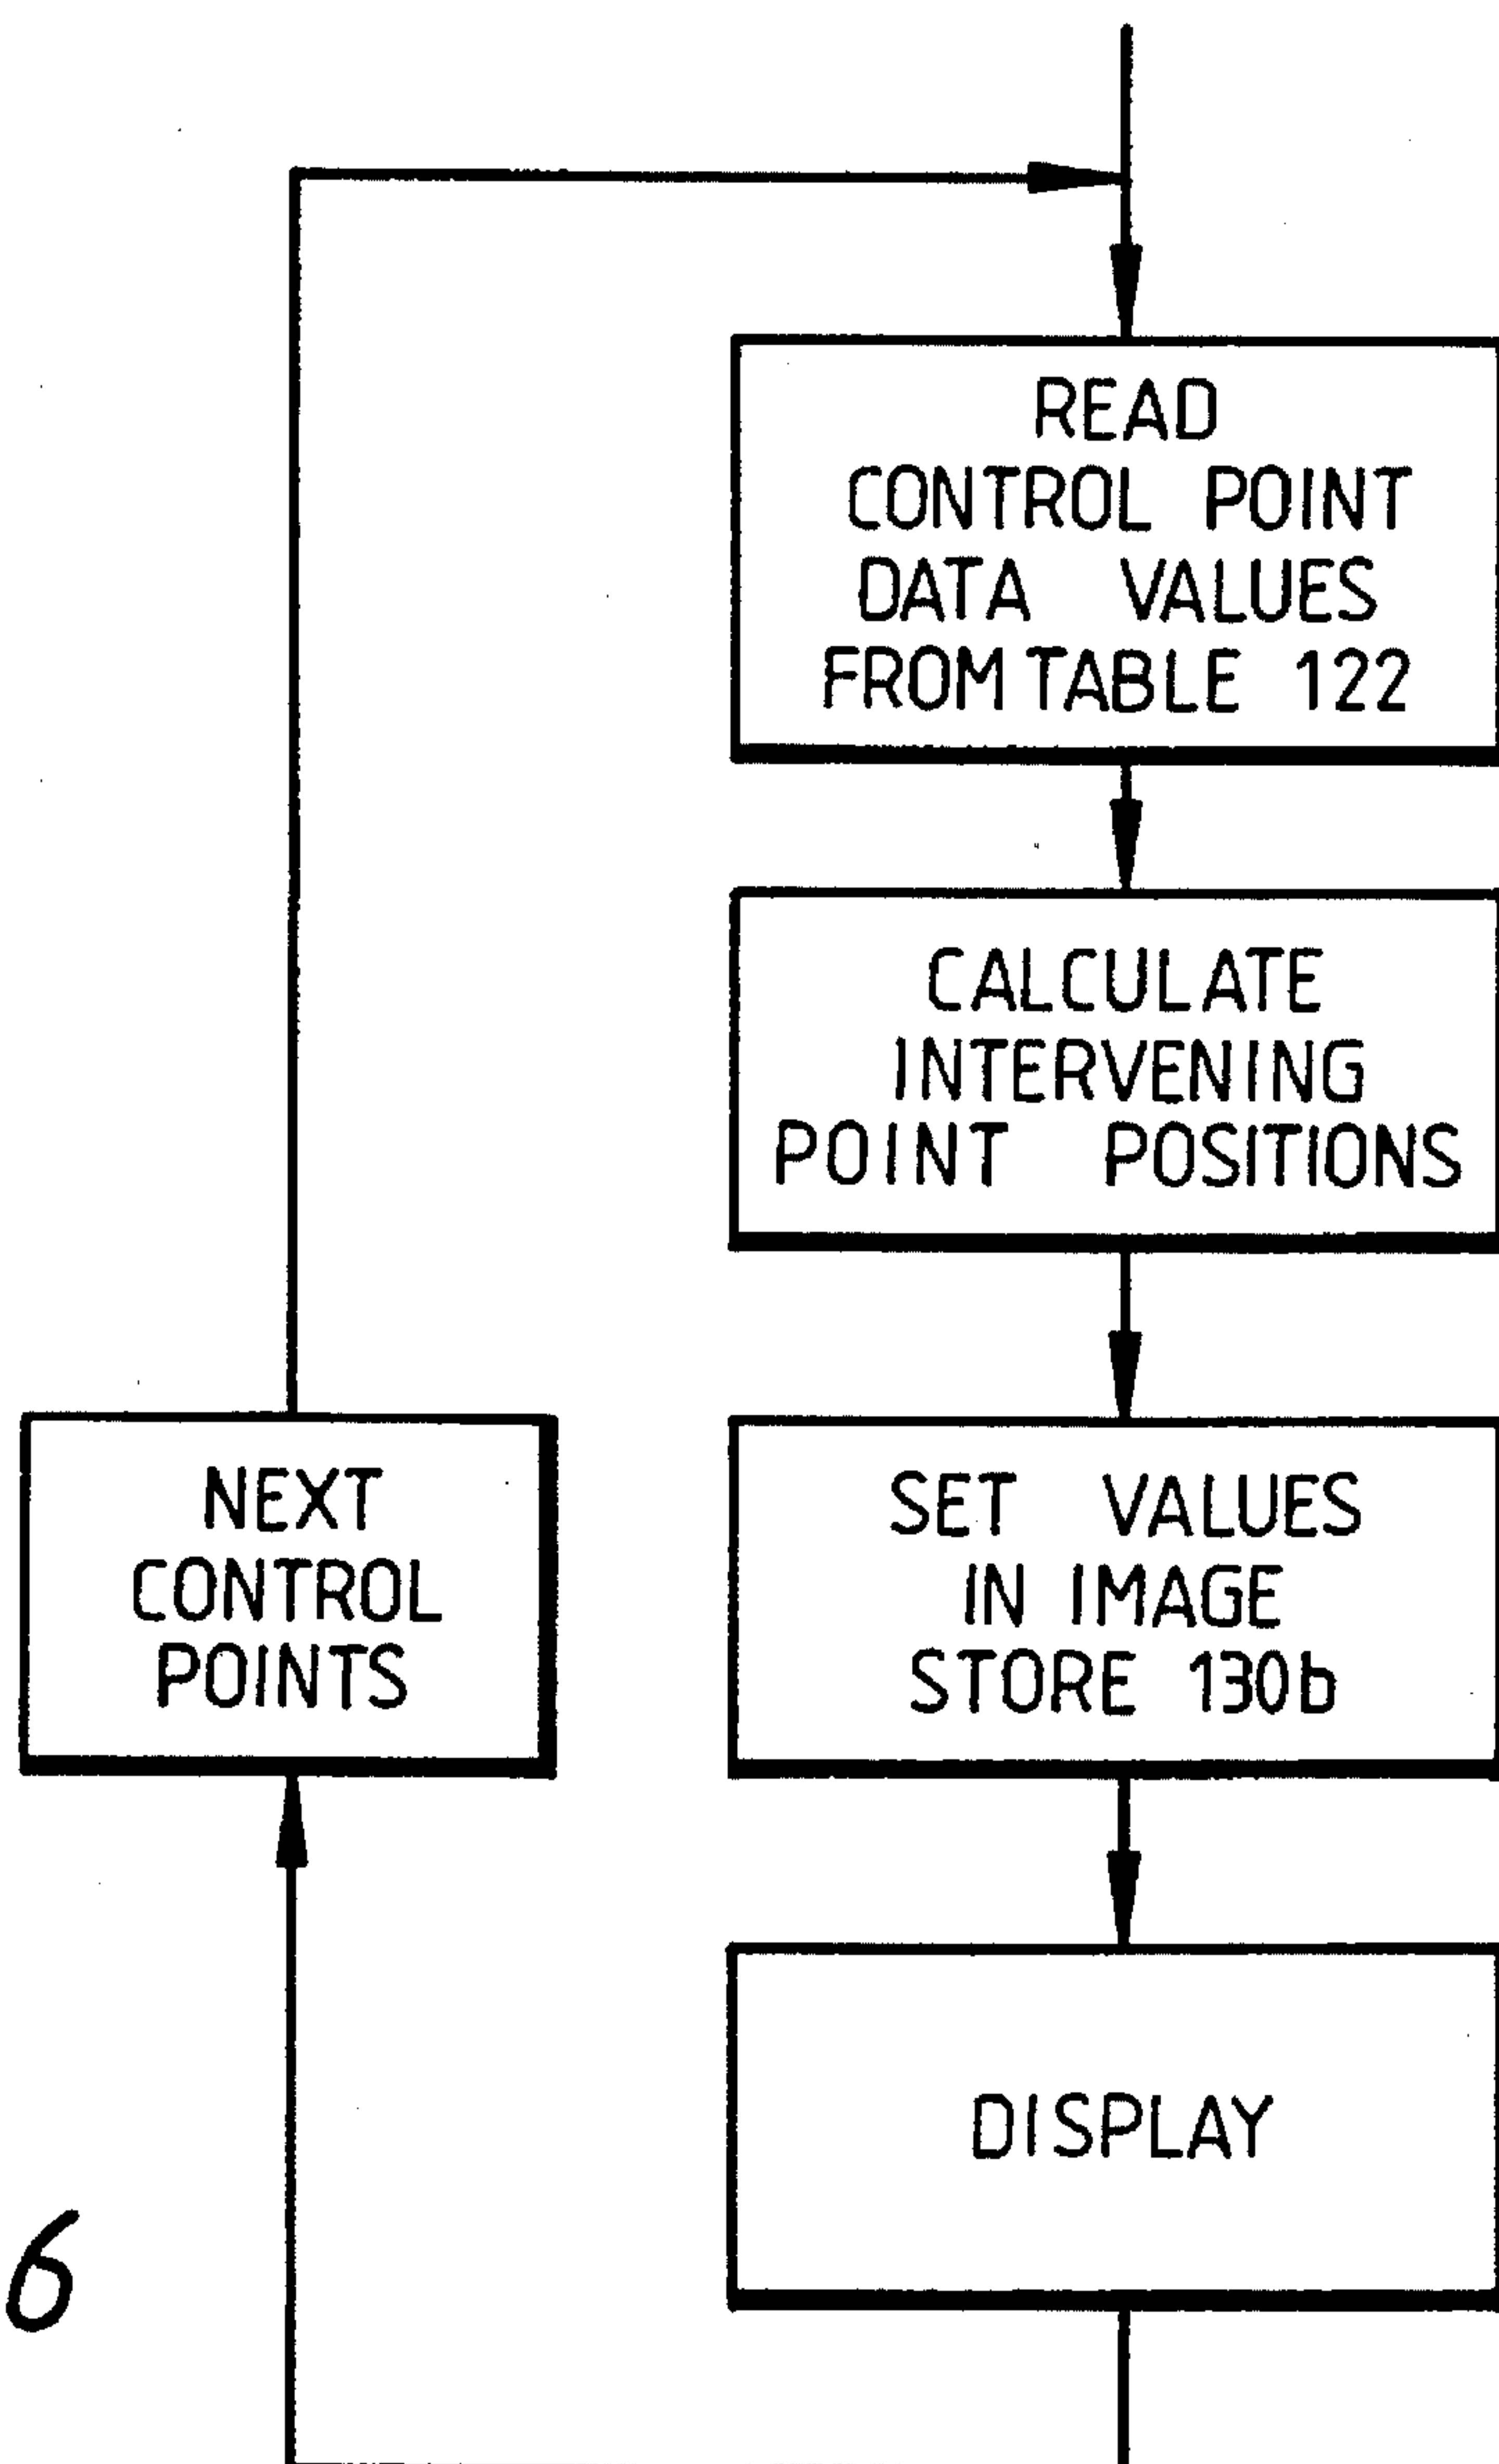 READ
CONTROL POINT
DATA VALUES
FROM TABLE 122
CALCULATE
INTERVENING
POINT POSITIONS
SET VALUES
IN IMAGE
STORE 130b
NEXT
CONTROL
POINTS
DISPLAY
6